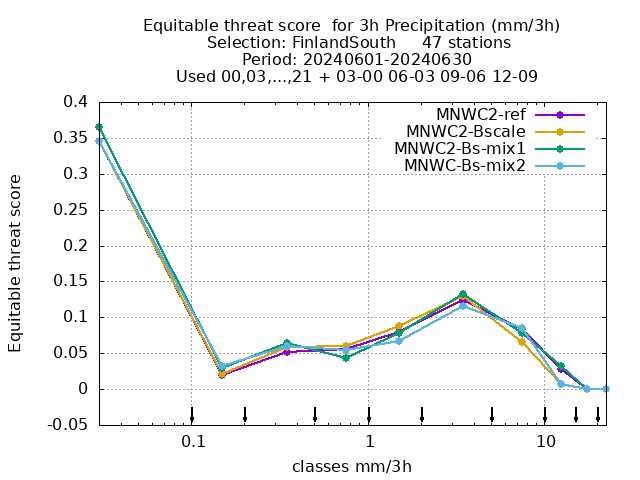 Equitable threat score  for 3h Precipitation (mm/3h)
Selection: FinlandSouth     47 stations
Period: 20240601-20240630
Used 00,03,...,21 + 03-00 06-03 09-06 12-09
MNWC2-ref
MNWC2-Bscale
MNWC2-Bs-mix1
MNWC-Bs-mix2
Equitable threat score
0.4
0.35
0.3
0.25
0.2
0.15
0.1
0.05
0
-0.05
0.1
1
10
classes mm/3h